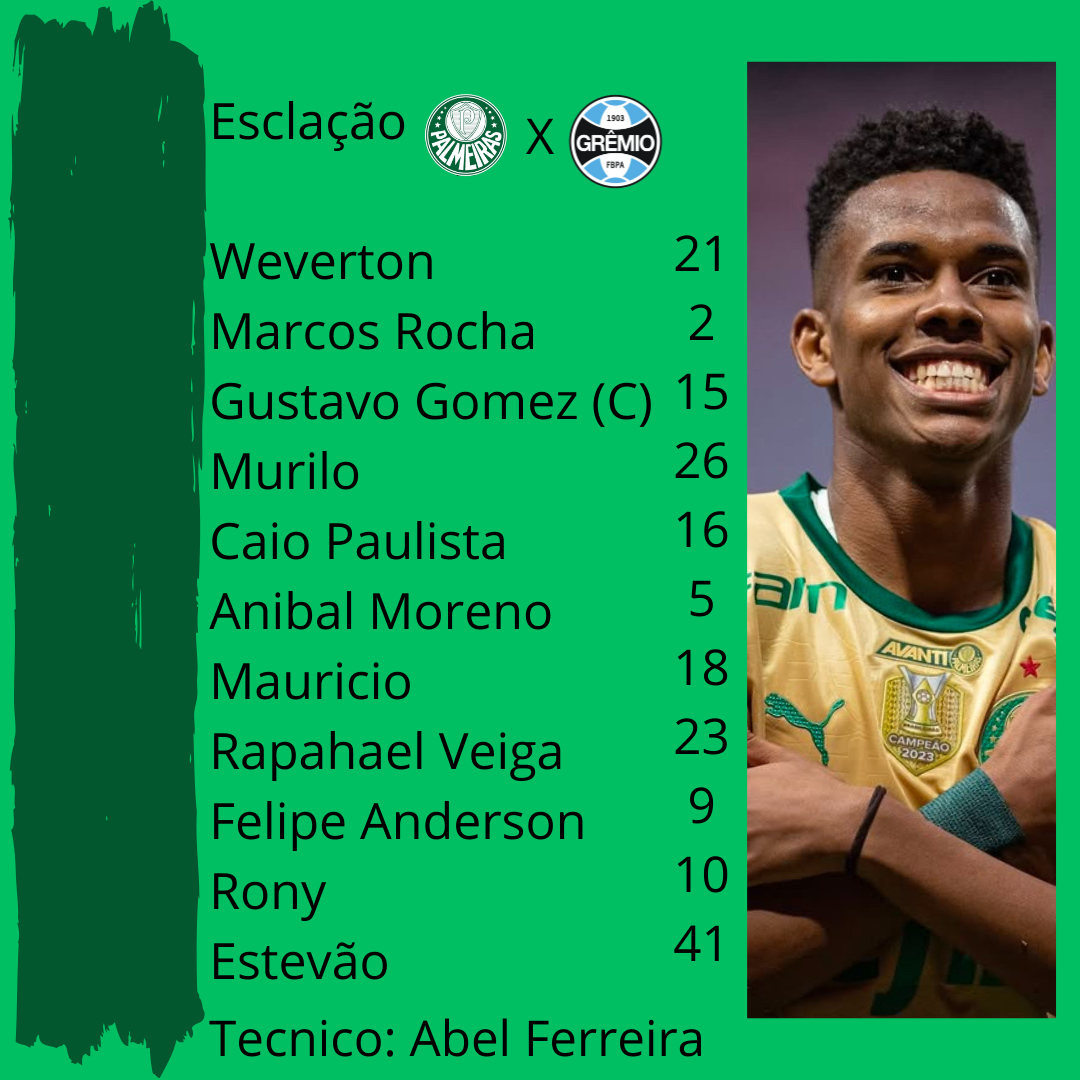 Esclação PALMEIRAS X 1903 GRÊMIO FBPA
Weverton 21
Marcos Rocha 2
Gustavo Gomez (C) 15
Murilo 26
Caio Paulista 16
Anibal Moreno 5
Mauricio 18
Rapahael Veiga 23
Felipe Anderson 9
Rony 10
Estevão 41
Tecnico: Abel Ferreira
AVANTI
CAMPEÃO
2023